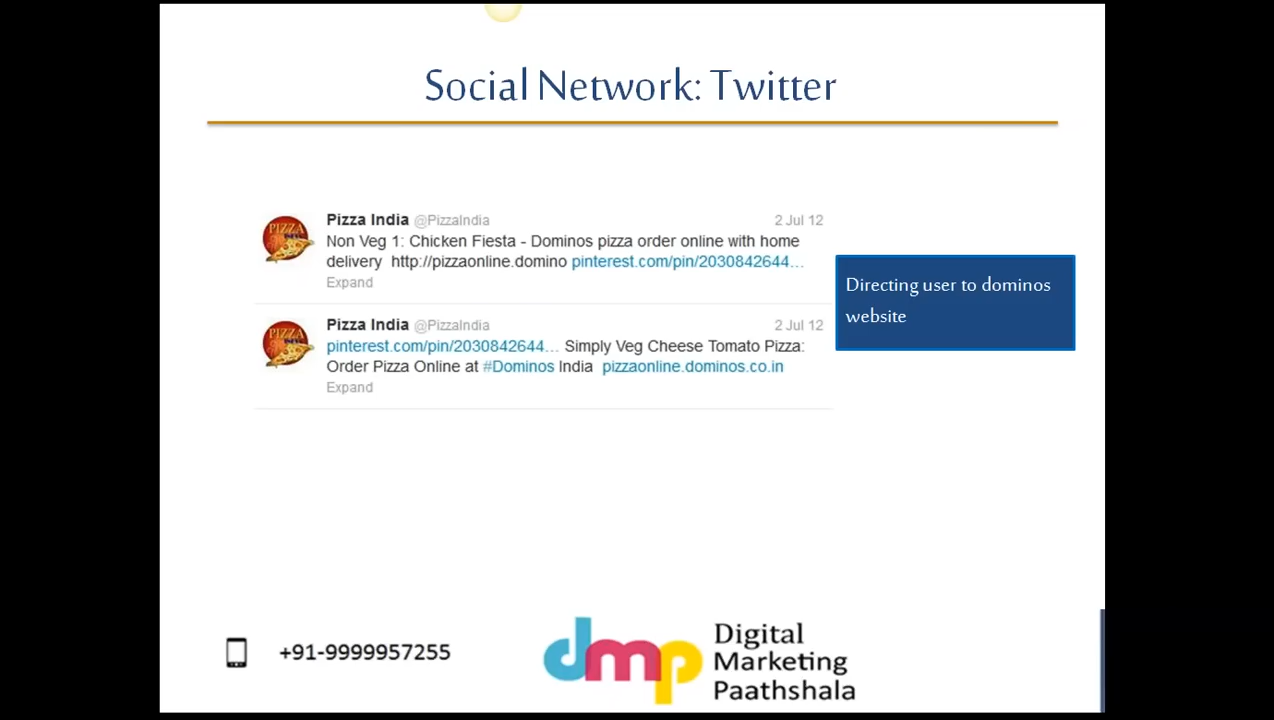 Social Network: Twitter
Pizza India @PizzaIndia 2 Jul 12
Non Veg 1: Chicken Fiesta - Dominos pizza order online with home
delivery http://pizzaonline.domino pinterest.com/pin/2030842644…
Expand
Directing user to dominos
website
Pizza India @PizzaIndia 2 Jul 12
pinterest.com/pin/2030842644… Simply Veg Cheese Tomato Pizza:
Order Pizza Online at #Dominos India pizzaonline.dominos.co.in
Expand
PIZZA
PIZZA
+91-9999957255
dmp
Digital
Marketing
Paathshala